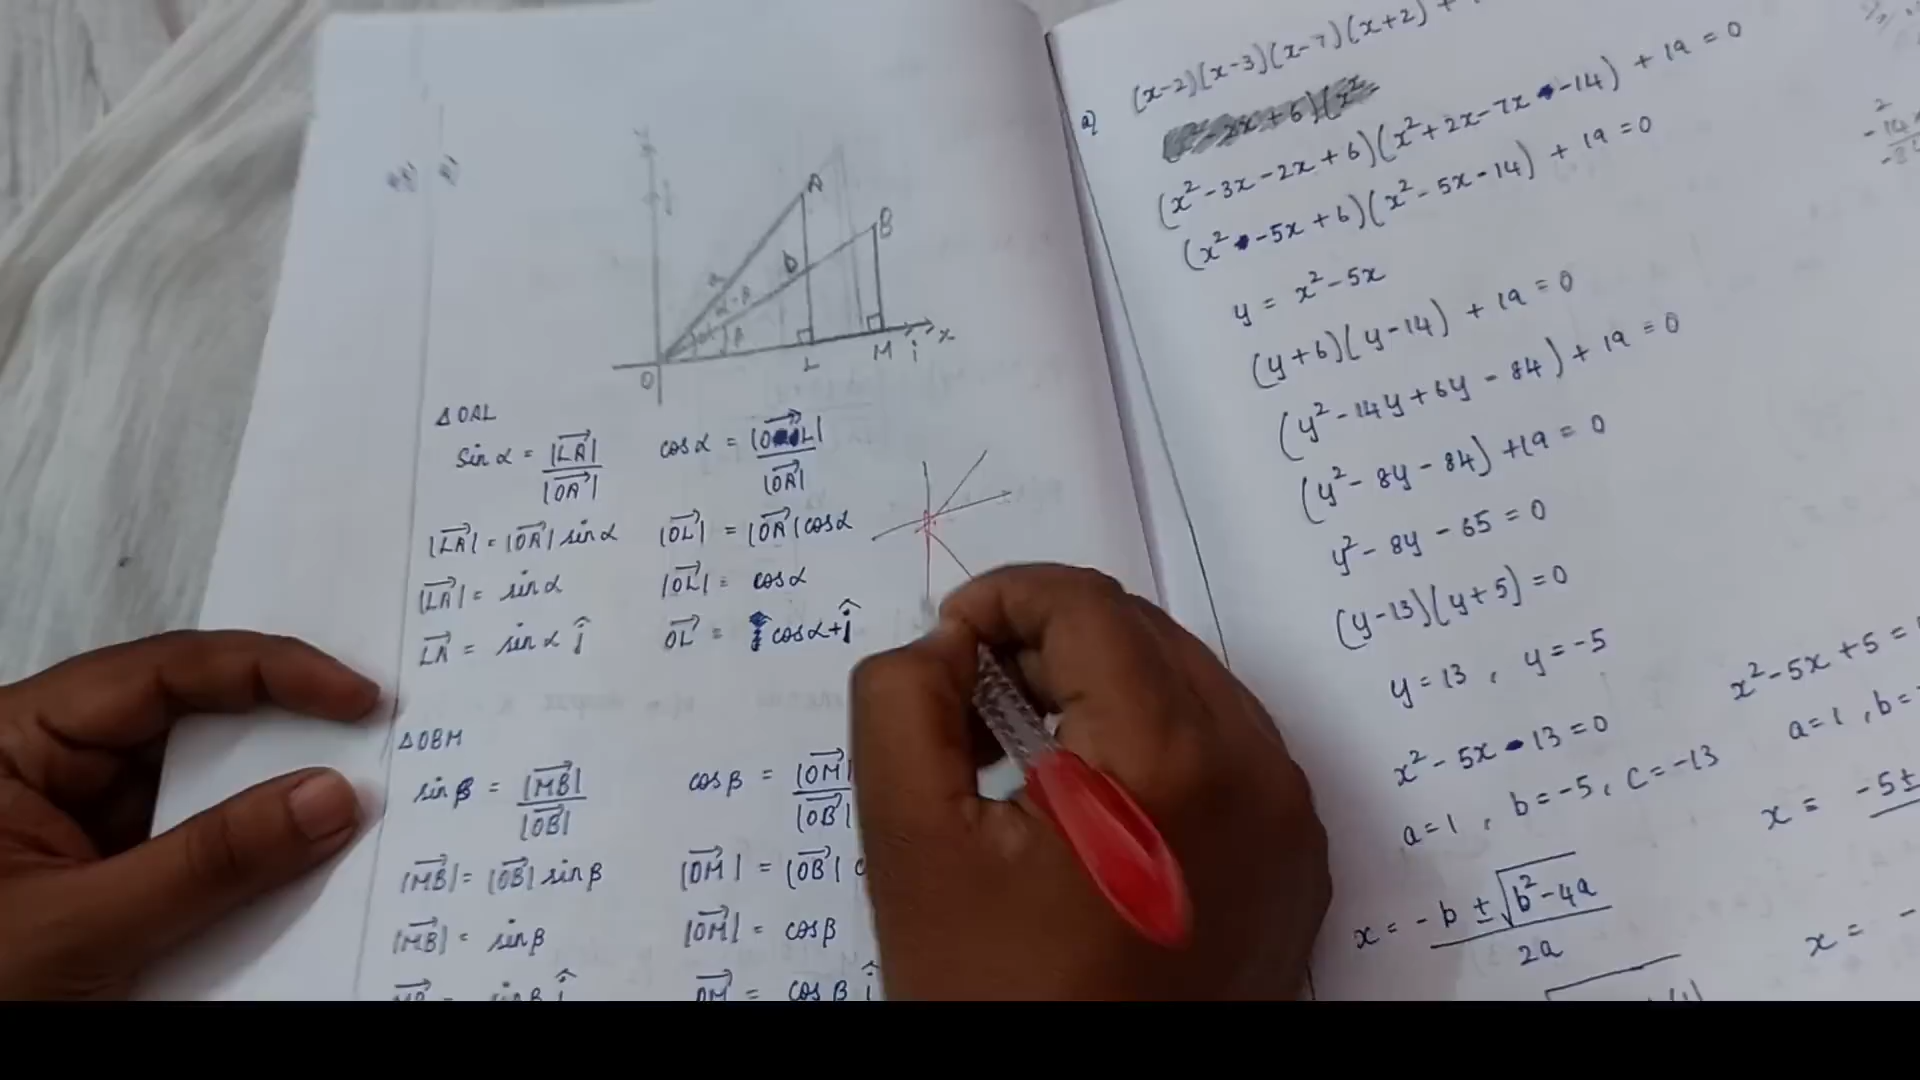 y
A
B
D
a
α-β
α
β
O
L
M
i
x
Δ OAL
sin α = |LA| / |OA|
cos α = |OL| / |OA|
|LA| = |OA| sin α
|OL| = |OA| cos α
|LA| = sin α
|OL| = cos α
LA = sin α ĵ
OL = cos α + î
Δ OBM
sin β = |MB| / |OB|
cos β = |OM| / |OB|
|MB| = |OB| sin β
|OM| = |OB|
|MB| = sin β
|OM| = cos β
sin β
OM = cos β î
a) (x-2)(x-3)(x-7)(x+2) +
(x² - 3x - 2x + 6)(x² + 2x - 7x - 14) + 19 = 0
(x² - 5x + 6)(x² - 5x - 14) + 19 = 0
y = x² - 5x
(y+6)(y-14) + 19 = 0
(y² - 14y + 6y - 84) + 19 = 0
(y² - 8y - 84) + 19 = 0
y² - 8y - 65 = 0
(y-13)(y+5) = 0
y = 13 , y = -5
x² - 5x - 13 = 0
x² - 5x + 5 =
a = 1 , b = -5 , c = -13
a = 1 , b =
x = -b ± √b² - 4a / 2a
x = -5 ±
x = -